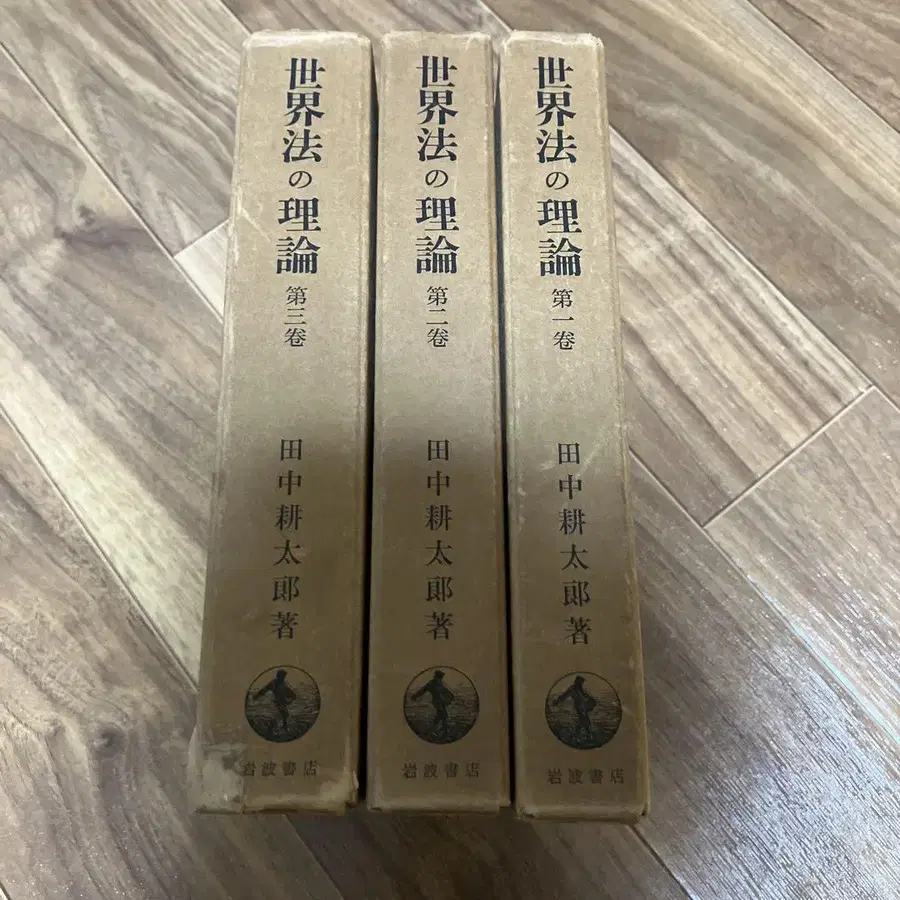 世界法の理論
第一巻
田中耕太郎著
岩波書店
世界法の理論
第二巻
田中耕太郎著
岩波書店
世界法の理論
第三巻
田中耕太郎著
岩波書店